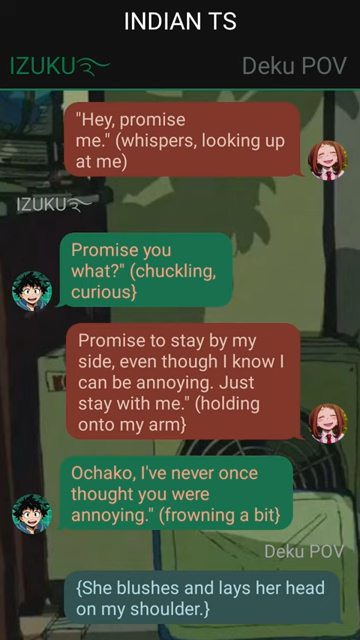 INDIAN TS
IZUKU
Deku POV
"Hey, promise
me." (whispers, looking up
at me)
IZUKU
Promise you
what?" (chuckling,
curious}
Promise to stay by my
side, even though I know I
can be annoying. Just
stay with me." (holding
onto my arm}
Ochako, I've never once
thought you were
annoying." (frowning a bit}
Deku POV
{She blushes and lays her head
on my shoulder.}